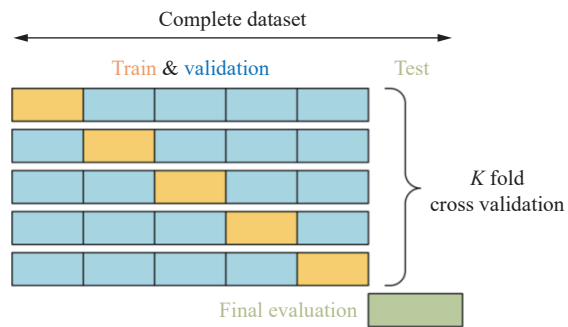 Complete dataset
Train & validation
Test
K fold
cross validation
Final evaluation